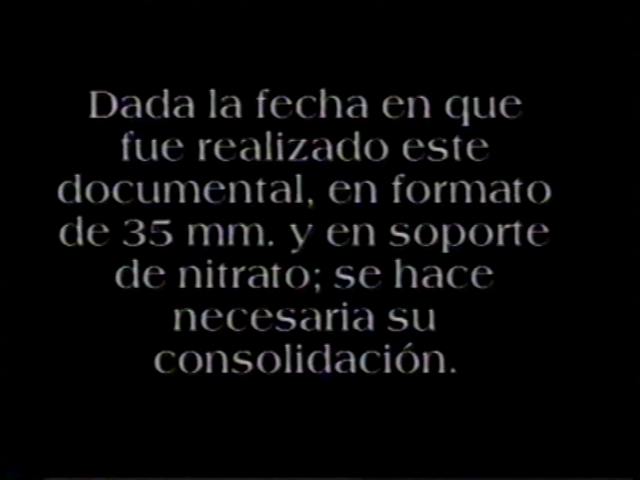 Dada la fecha en que
fue realizado este
documental, en formato
de 35 mm. y en soporte
de nitrato; se hace
necesaria su
consolidación.